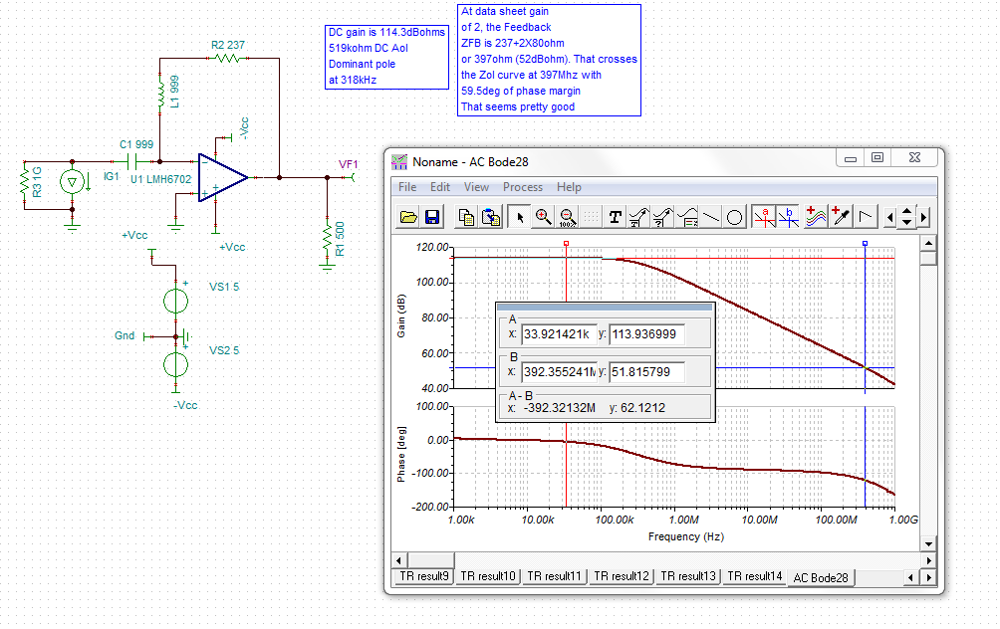 DC gain is 114.3dBohms
519kohm DC Aol
Dominant pole
at 318kHz
At data sheet gain
of 2, the Feedback
ZFB is 237+2X80ohm
or 397ohm (52dBohm). That crosses
the Zol curve at 397Mhz with
59.5deg of phase margin
That seems pretty good
R2 237
L1 999
-Vcc
C1 999
R3 1G
IG1
U1 LMH6702
VF1
+Vcc
+Vcc
R1 500
VS1 5
Gnd
VS2 5
-Vcc
Noname - AC Bode28
File Edit View Process Help
T
100%
a
b
120.00
100.00
80.00
60.00
40.00
Gain (dB)
A
x: 33.921421k y: 113.936999
B
x: 392.355241M y: 51.815799
A - B
x: -392.32132M y: 62.1212
100.00
0.00
-100.00
-200.00
Phase [deg]
1.00k 10.00k 100.00k 1.00M 10.00M 100.00M 1.00G
Frequency (Hz)
TR result9 TR result10 TR result11 TR result12 TR result13 TR result14 AC Bode28